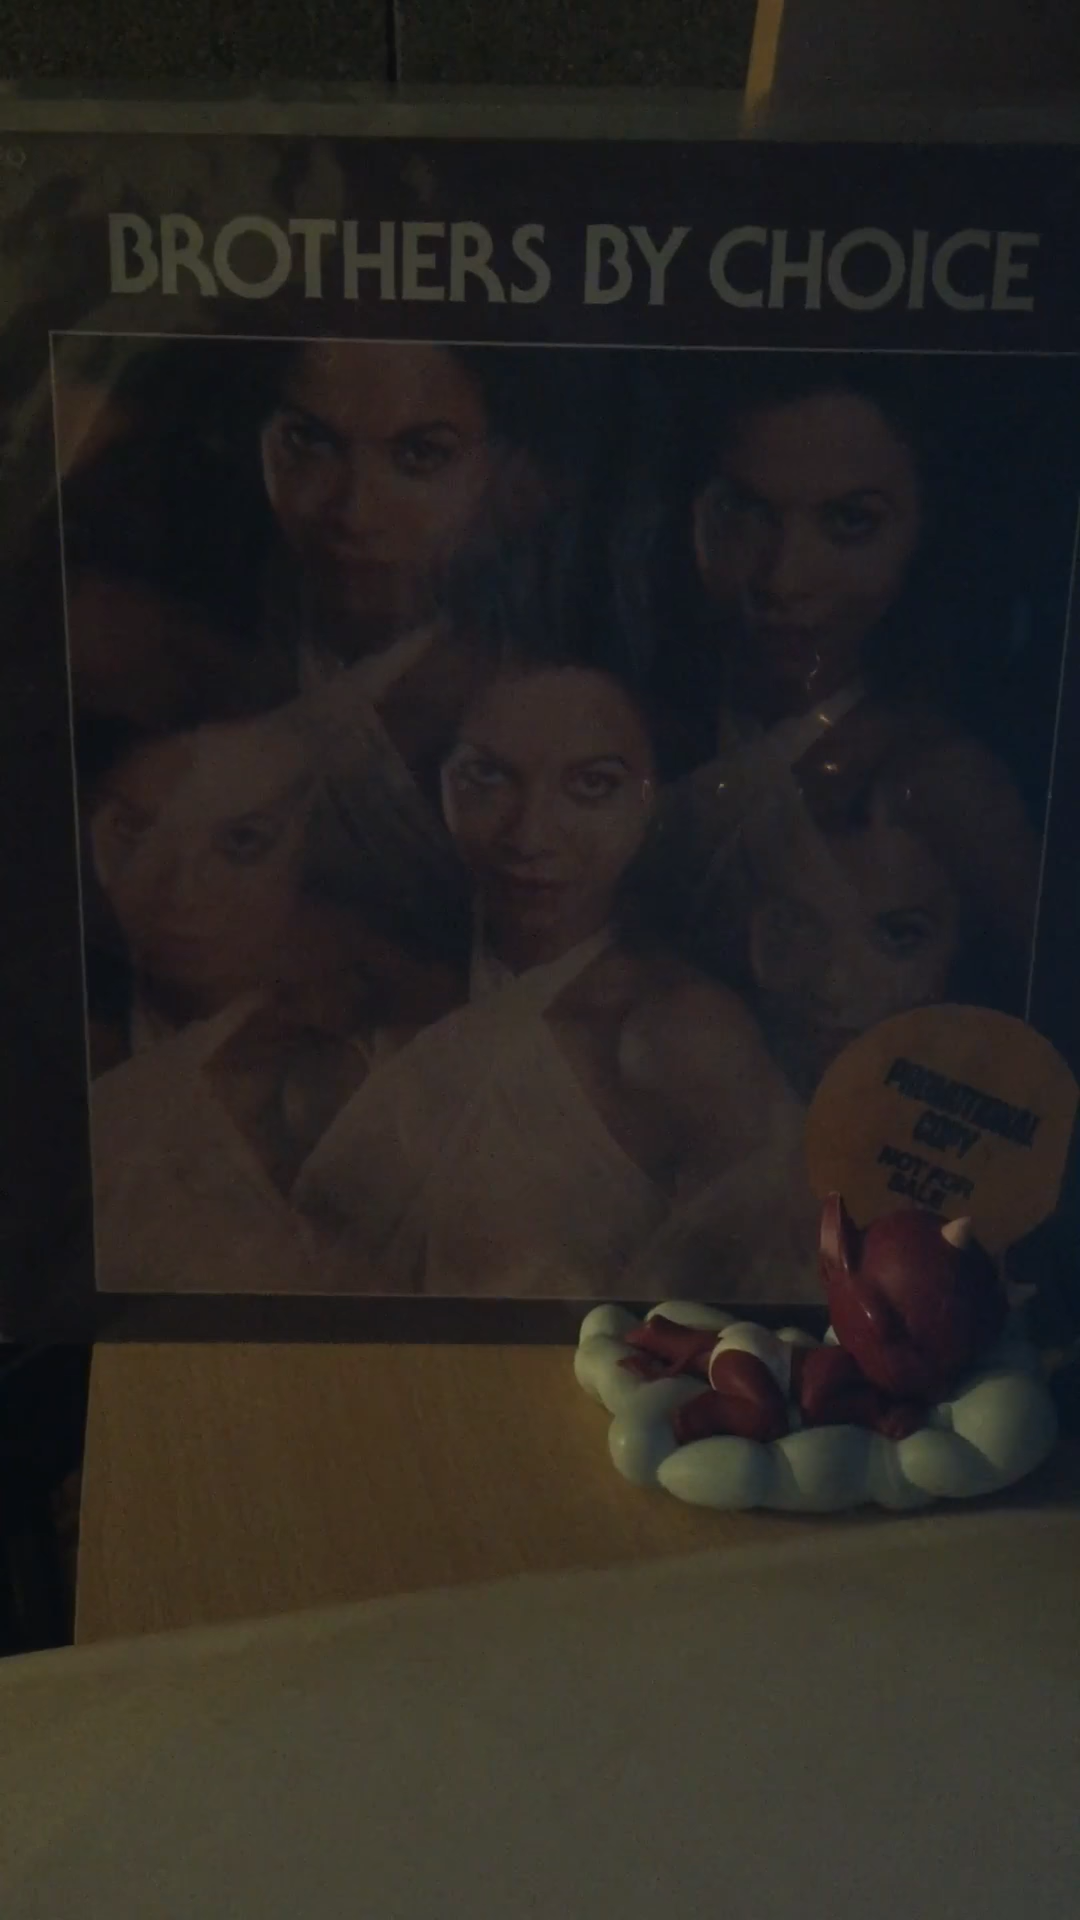 BROTHERS BY CHOICE
PROMOTIONAL
COPY
NOT FOR
SALE